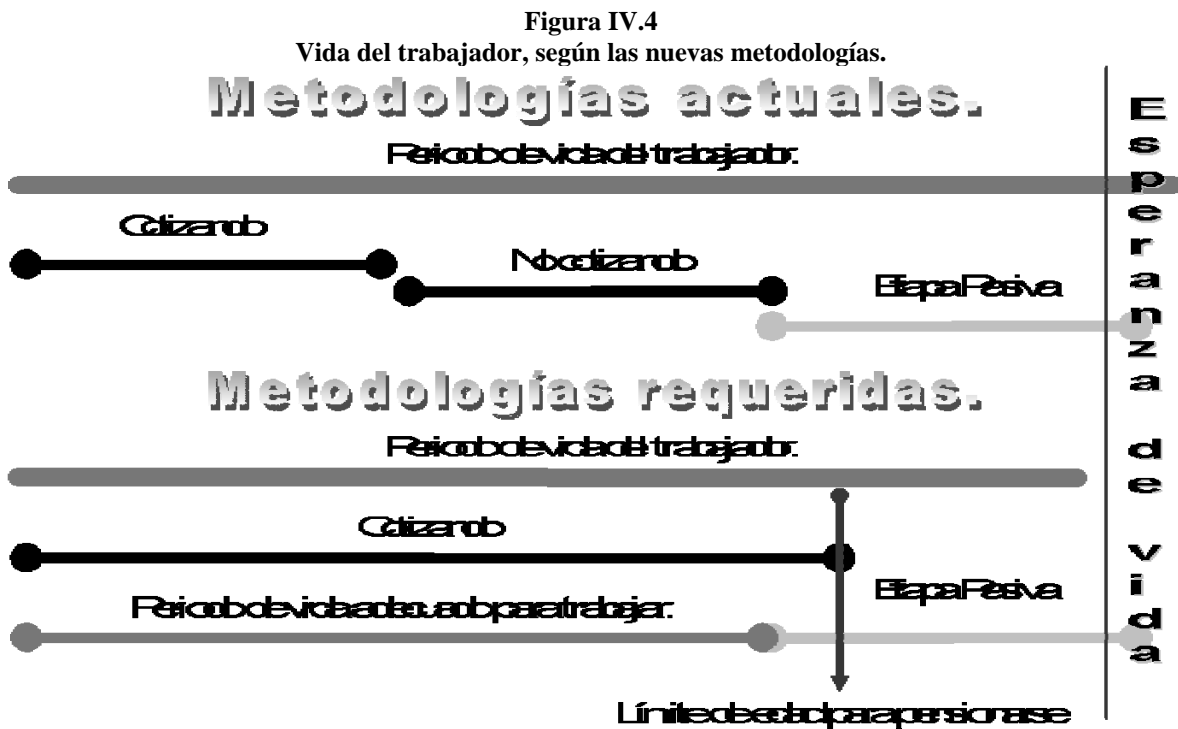 Figura IV.4
Vida del trabajador, según las nuevas metodologías.
Metodologías actuales.
Periodo de vida del trabajador.
Cotizando
No cotizando
Etapa Pasiva
Metodologías requeridas.
Periodo de vida del trabajador.
Cotizando
Etapa Pasiva
Periodo de vida adecuado para trabajar.
Límite de edad para pensionarse
Esperanza de vida